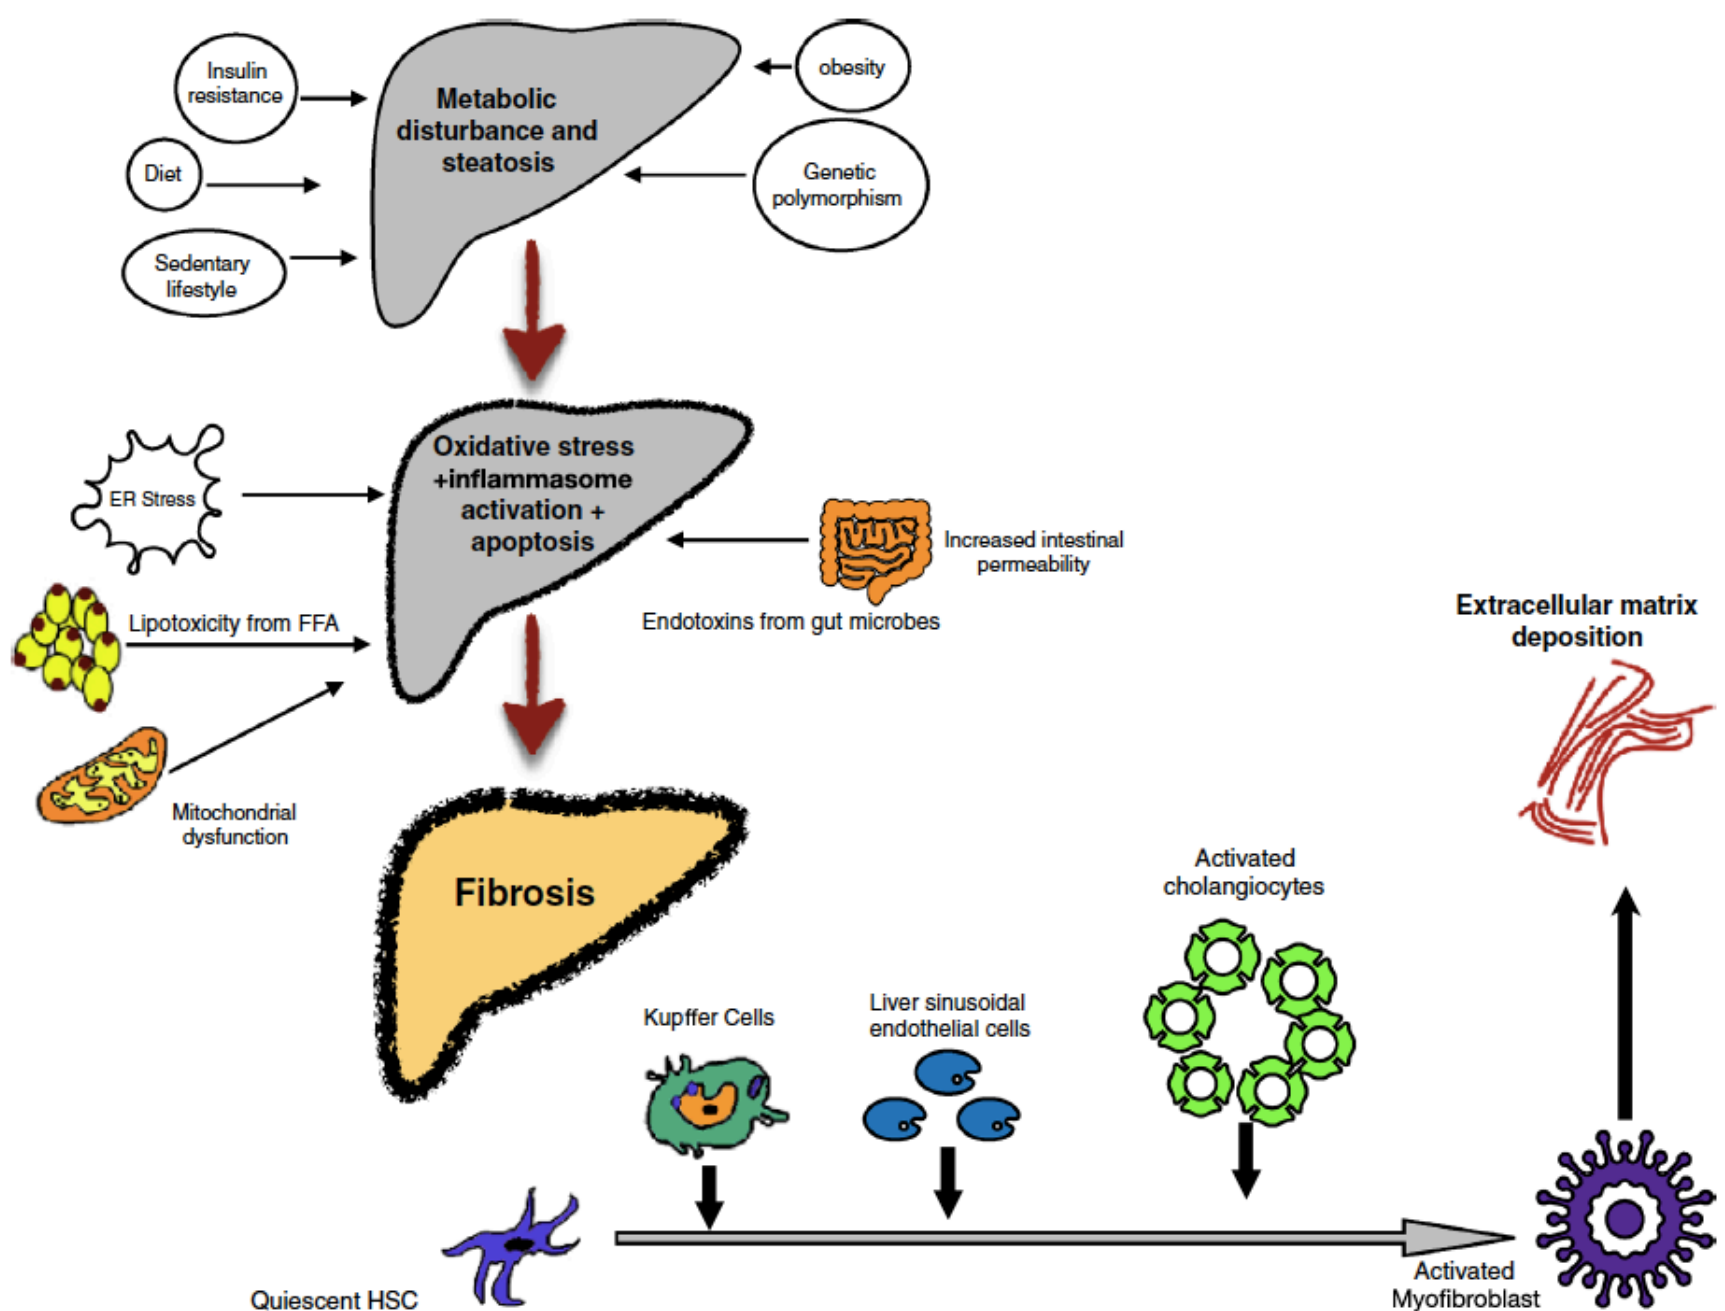 Insulin
resistance
Diet
Sedentary
lifestyle
Metabolic
disturbance and
steatosis
obesity
Genetic
polymorphism
ER Stress
Lipotoxicity from FFA
Mitochondrial
dysfunction
Oxidative stress
+inflammasome
activation +
apoptosis
Increased intestinal
permeability
Endotoxins from gut microbes
Fibrosis
Quiescent HSC
Kupffer Cells
Liver sinusoidal
endothelial cells
Activated
cholangiocytes
Activated
Myofibroblast
Extracellular matrix
deposition